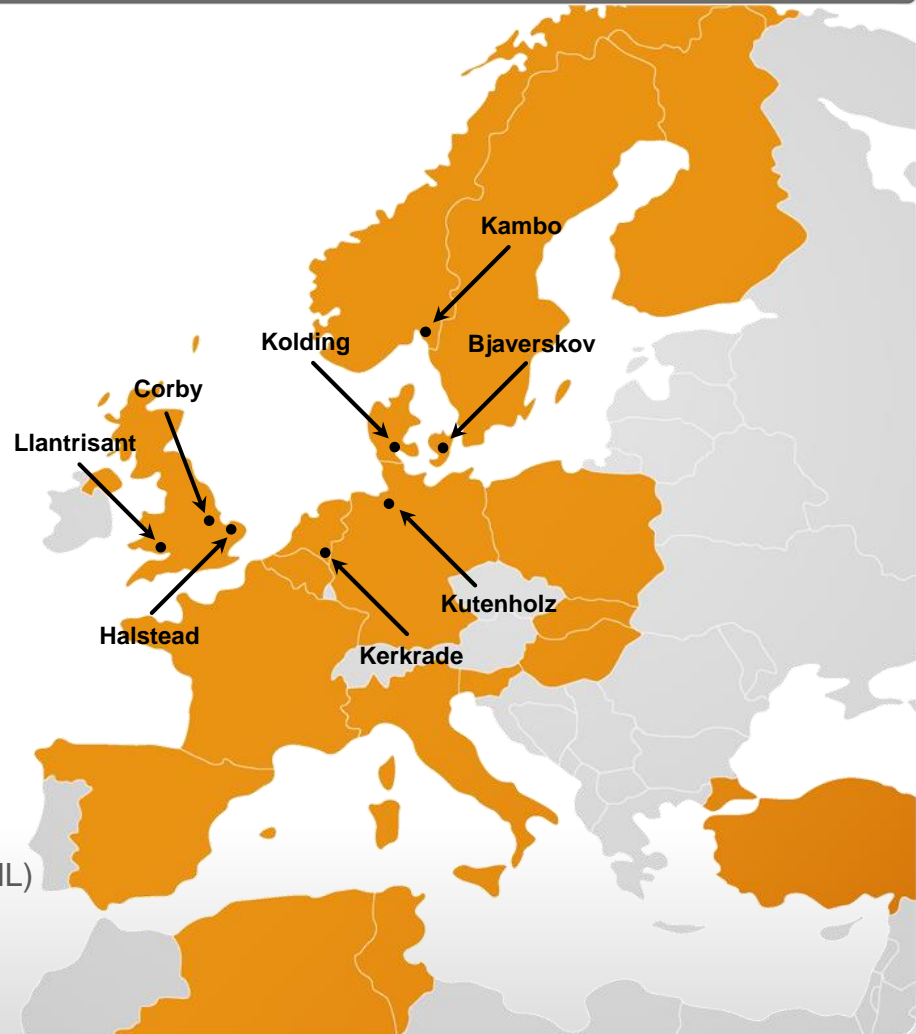 Kambo
Kolding
Bjaverskov
Corby
Llantrisant
Kutenholz
Halstead
Kerkrade
L)